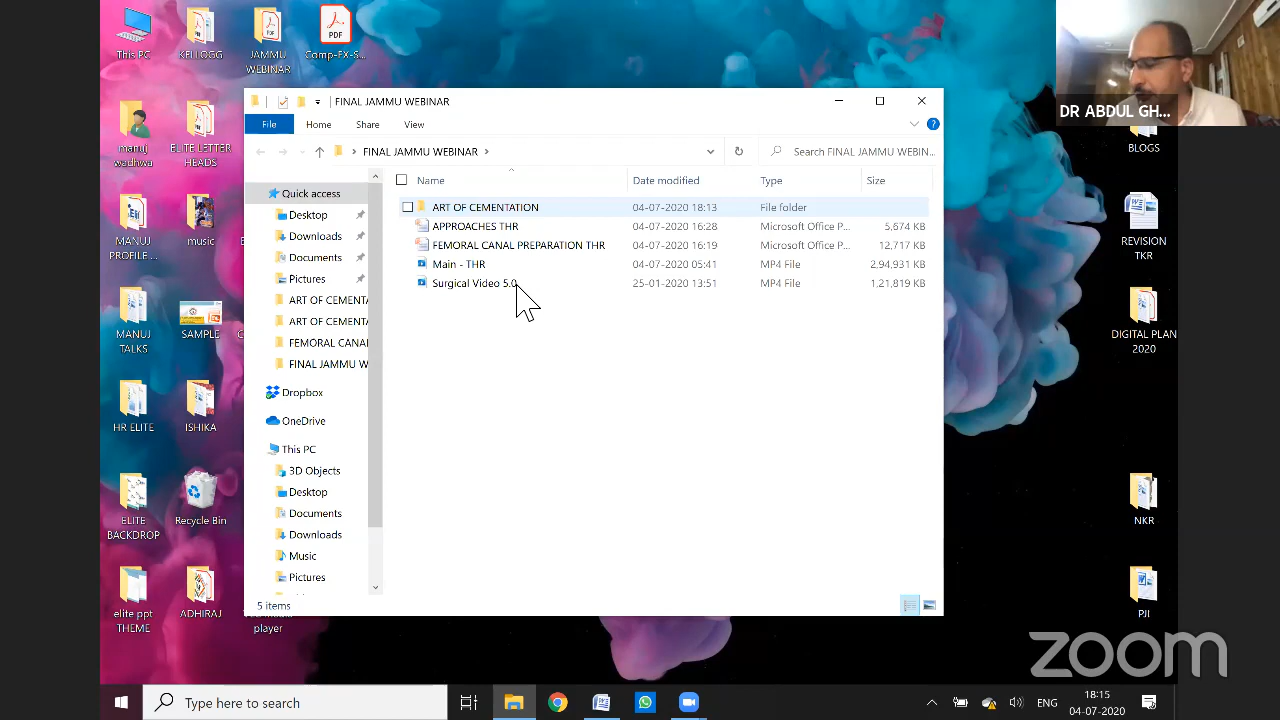 This PC
KELLOGG
JAMMU
WEBINAR
Comp-FX-S...
manuj
wadhwa
ELITE LETTER
HEADS
MANUJ
PROFILE ...
music
MANUJ
TALKS
SAMPLE
HR ELITE
ISHIKA
ELITE
BACKDROP
Recycle Bin
elite ppt
THEME
ADHIRAJ
player
FINAL JAMMU WEBINAR
File
Home
Share
View
FINAL JAMMU WEBINAR
Search FINAL JAMMU WEBIN...
Name
Date modified
Type
Size
Quick access
Desktop
Downloads
Documents
Pictures
ART OF CEMENTA
ART OF CEMENTA
FEMORAL CANAL
FINAL JAMMU W
Dropbox
OneDrive
This PC
3D Objects
Desktop
Documents
Downloads
Music
Pictures
ART OF CEMENTATION 04-07-2020 18:13 File folder
APPROACHES THR 04-07-2020 16:28 Microsoft Office P... 5,674 KB
FEMORAL CANAL PREPARATION THR 04-07-2020 16:19 Microsoft Office P... 12,717 KB
Main - THR 04-07-2020 05:41 MP4 File 2,94,931 KB
Surgical Video 5.0 25-01-2020 13:51 MP4 File 1,21,819 KB
5 items
DR ABDUL GH...
BLOGS
REVISION
TKR
DIGITAL PLAN
2020
NKR
PJI
zoom
Type here to search
ENG
18:15
04-07-2020